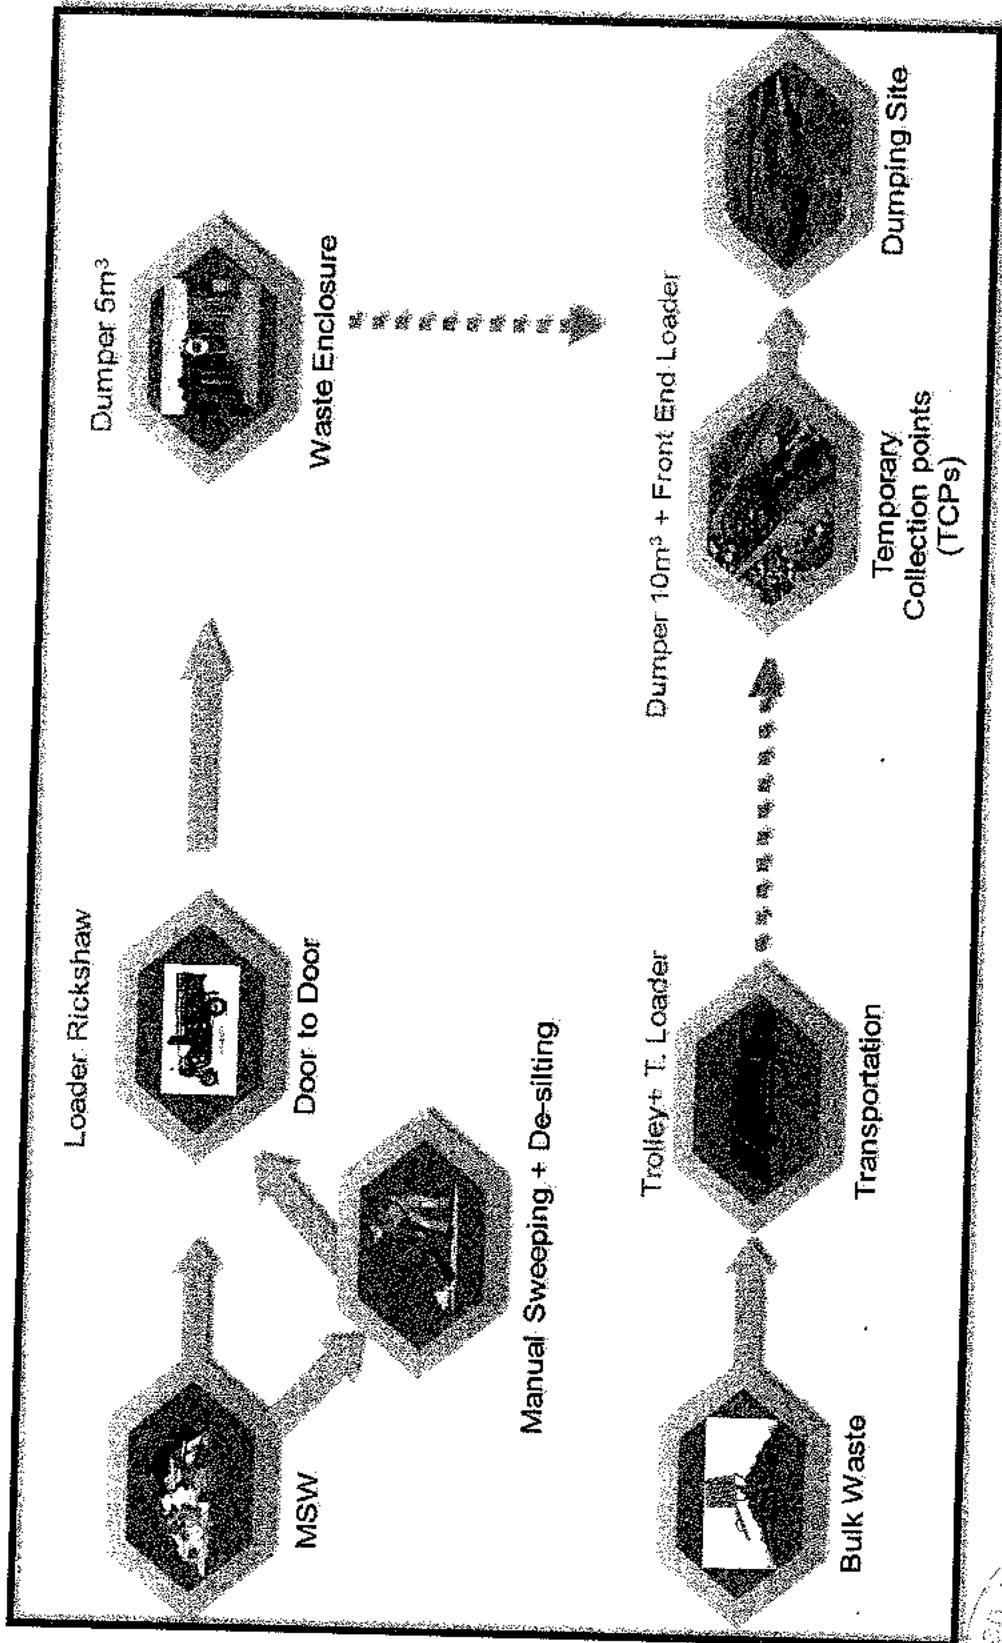 Loader Rickshaw
Dumper 5m³
Door to Door
Waste Enclosure
MSW
Manual Sweeping + De-silting
Trolley+ T. Loader
Dumper 10m³ + Front End Loader
Bulk Waste
Transportation
Temporary
Collection points
(TCPs)
Dumping Site